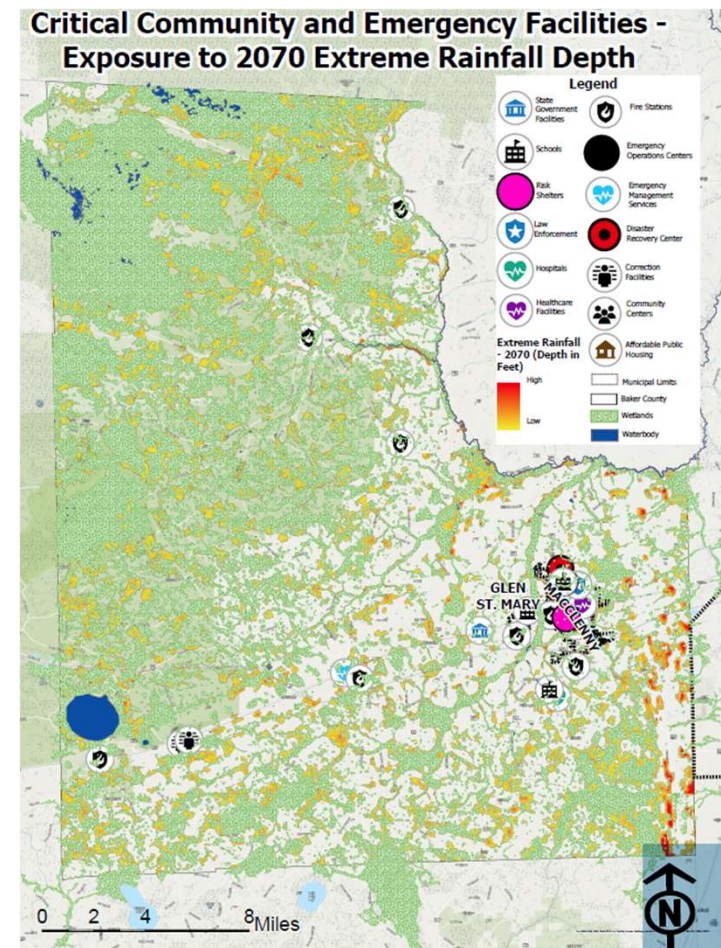 Critical Community and Emergency Facilities -
Exposure to 2070 Extreme Rainfall Depth
Legend
State
Government
Facilities
Fire Stations
Schools
Emergency
Operations Centers
Risk
Shelters
Emergency
Management
Services
Law
Enforcement
Disaster
Recovery Center
Hospitals
Correction
Facilities
Healthcare
Facilities
Community
Centers
Extreme Rainfall
- 2070 (Depth in
Feet)
High
Low
Affordable Public
Housing
Municipal Limits
Baker County
Wetlands
Waterbody
GLEN
ST. MARY
MACCLENNY
0 2 4 8 Miles
N